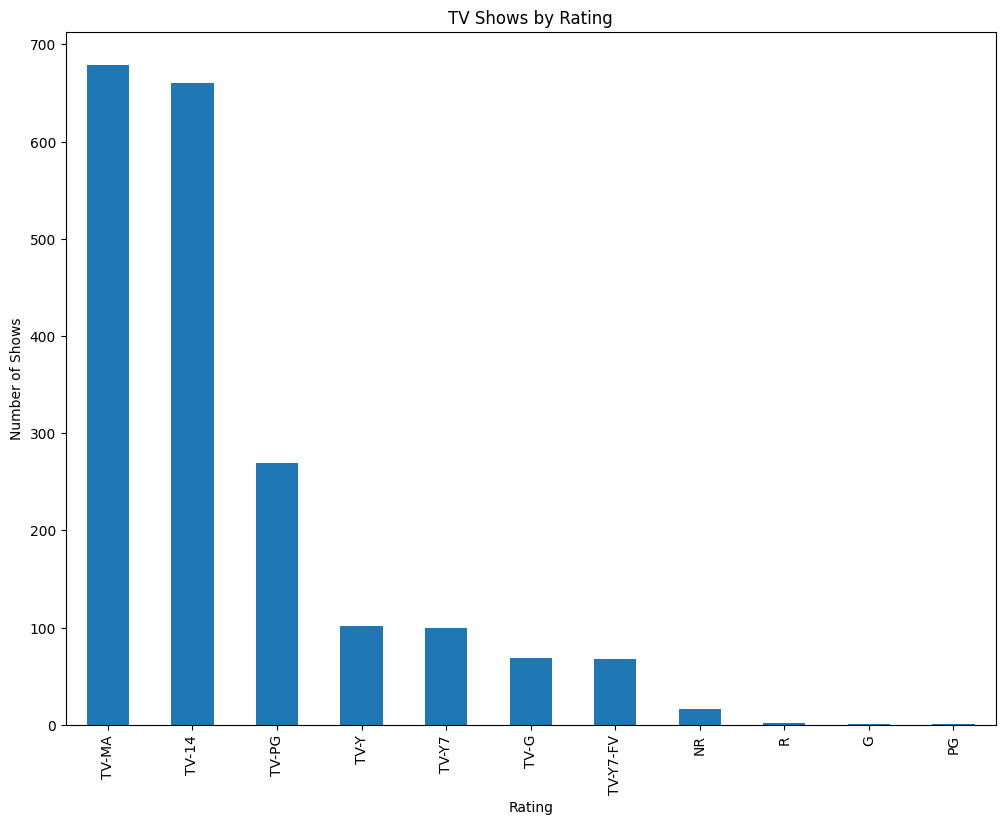 TV Shows by Rating
700
600
500
400
300
200
100
0
Number of Shows
TV-MA
TV-14
TV-PG
TV-Y
TV-Y7
TV-G
TV-Y7-FV
NR
R
G
PG
Rating